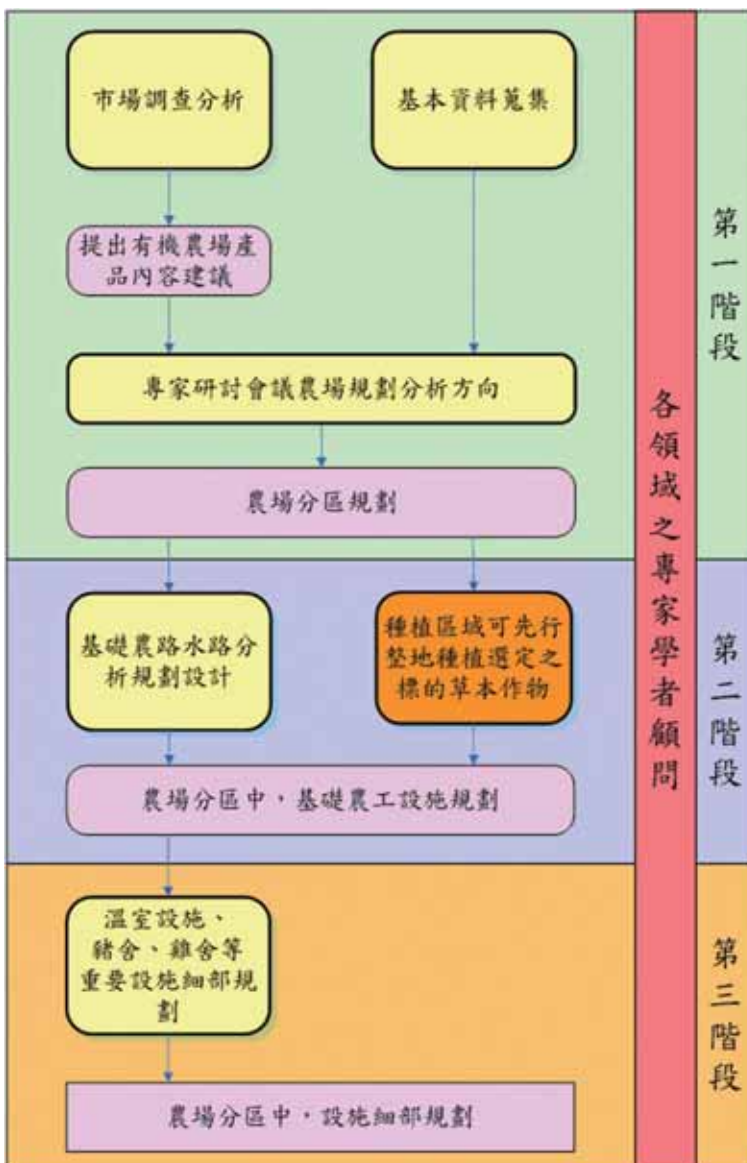 市場調查分析
基本資料蒐集
提出有機農場產
品內容建議
專家研討會議農場規劃分析方向
農場分區規劃
第一階段
基礎農路水路分
析規劃設計
種植區域可先行
整地種植選定之
標的草本作物
農場分區中，基礎農工設施規劃
第二階段
溫室設施、
豬舍、雞舍等
重要設施細部規
劃
農場分區中，設施細部規劃
第三階段
各領域之專家學者顧問